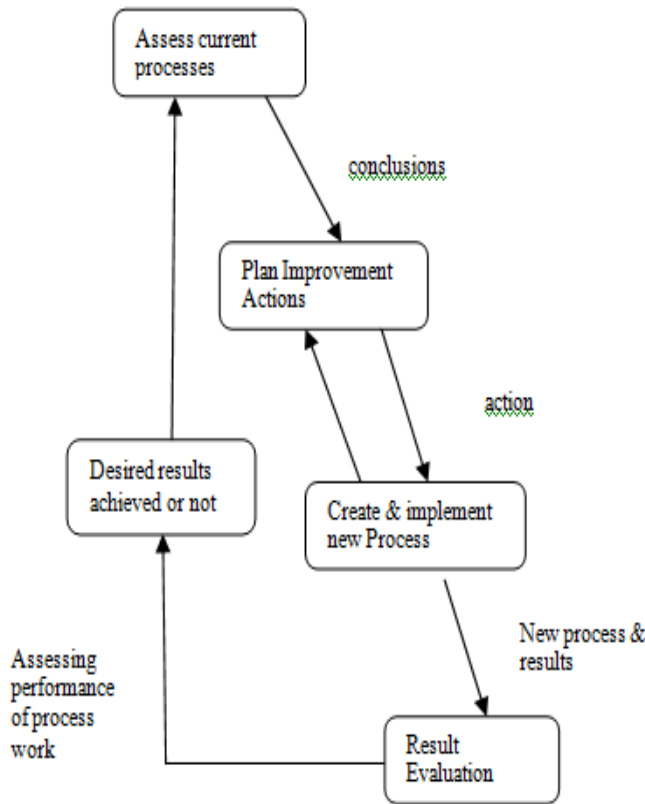 Assess current
processes
conclusions
Plan Improvement
Actions
action
Desired results
achieved or not
Create & implement
new Process
New process &
results
Assessing
performance
of process
work
Result
Evaluation